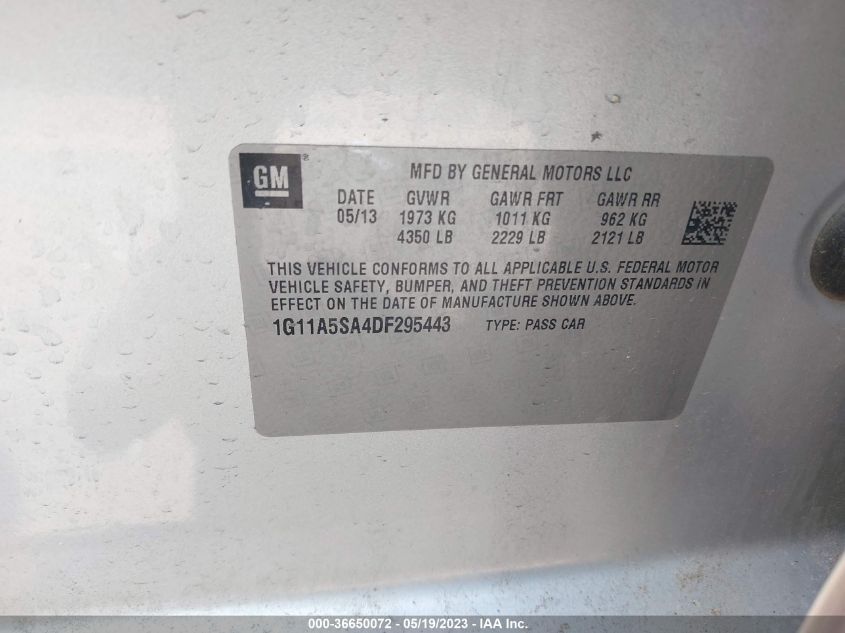 GM®
MFD BY GENERAL MOTORS LLC
DATE GVWR GAWR FRT GAWR RR
05/13 1973 KG 1011 KG 962 KG
4350 LB 2229 LB 2121 LB
THIS VEHICLE CONFORMS TO ALL APPLICABLE U.S. FEDERAL MOTOR
VEHICLE SAFETY, BUMPER, AND THEFT PREVENTION STANDARDS IN
EFFECT ON THE DATE OF MANUFACTURE SHOWN ABOVE.
1G11A5SA4DF295443 TYPE: PASS CAR
000-36650072 - 05/19/2023 - IAA Inc.